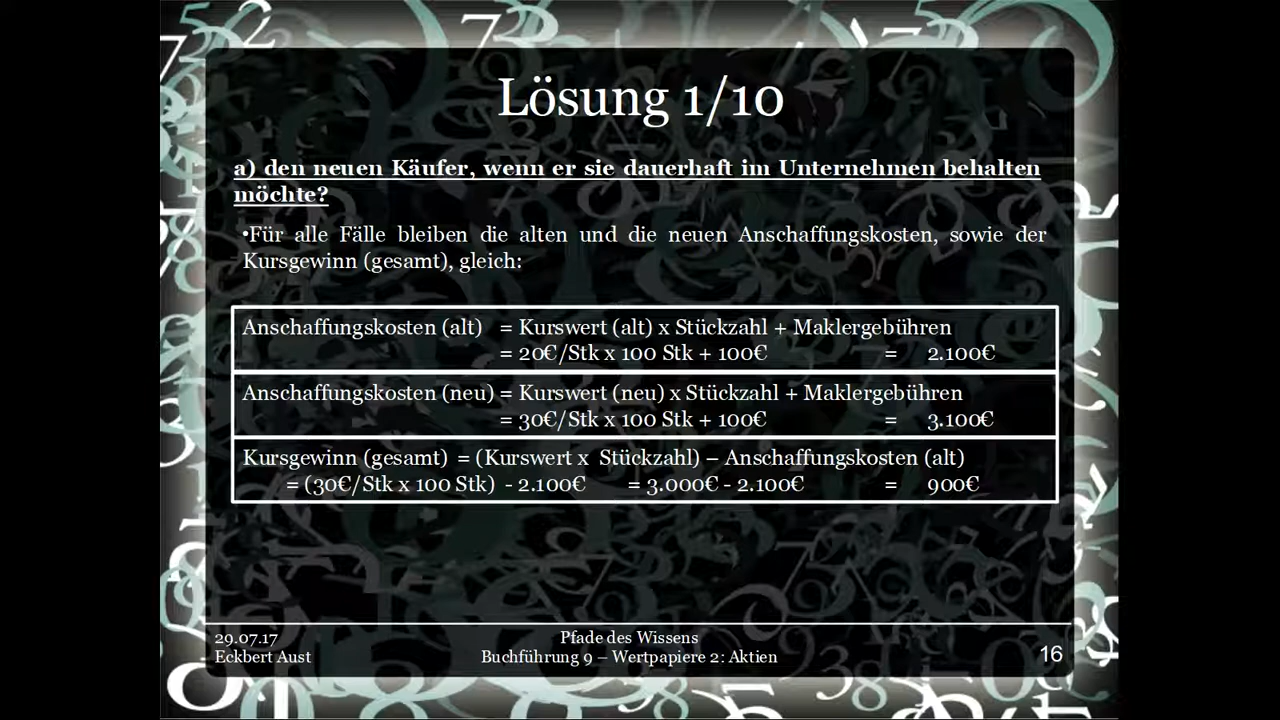 Lösung 1/10
a) den neuen Käufer, wenn er sie dauerhaft im Unternehmen behalten
möchte?
•Für alle Fälle bleiben die alten und die neuen Anschaffungskosten, sowie der
Kursgewinn (gesamt), gleich:
Anschaffungskosten (alt) = Kurswert (alt) x Stückzahl + Maklergebühren
= 20€/Stk x 100 Stk + 100€ = 2.100€
Anschaffungskosten (neu) = Kurswert (neu) x Stückzahl + Maklergebühren
= 30€/Stk x 100 Stk + 100€ = 3.100€
Kursgewinn (gesamt) = (Kurswert x Stückzahl) – Anschaffungskosten (alt)
= (30€/Stk x 100 Stk) - 2.100€ = 3.000€ - 2.100€ = 900€
29.07.17
Eckbert Aust
Pfade des Wissens
Buchführung 9 – Wertpapiere 2: Aktien
16